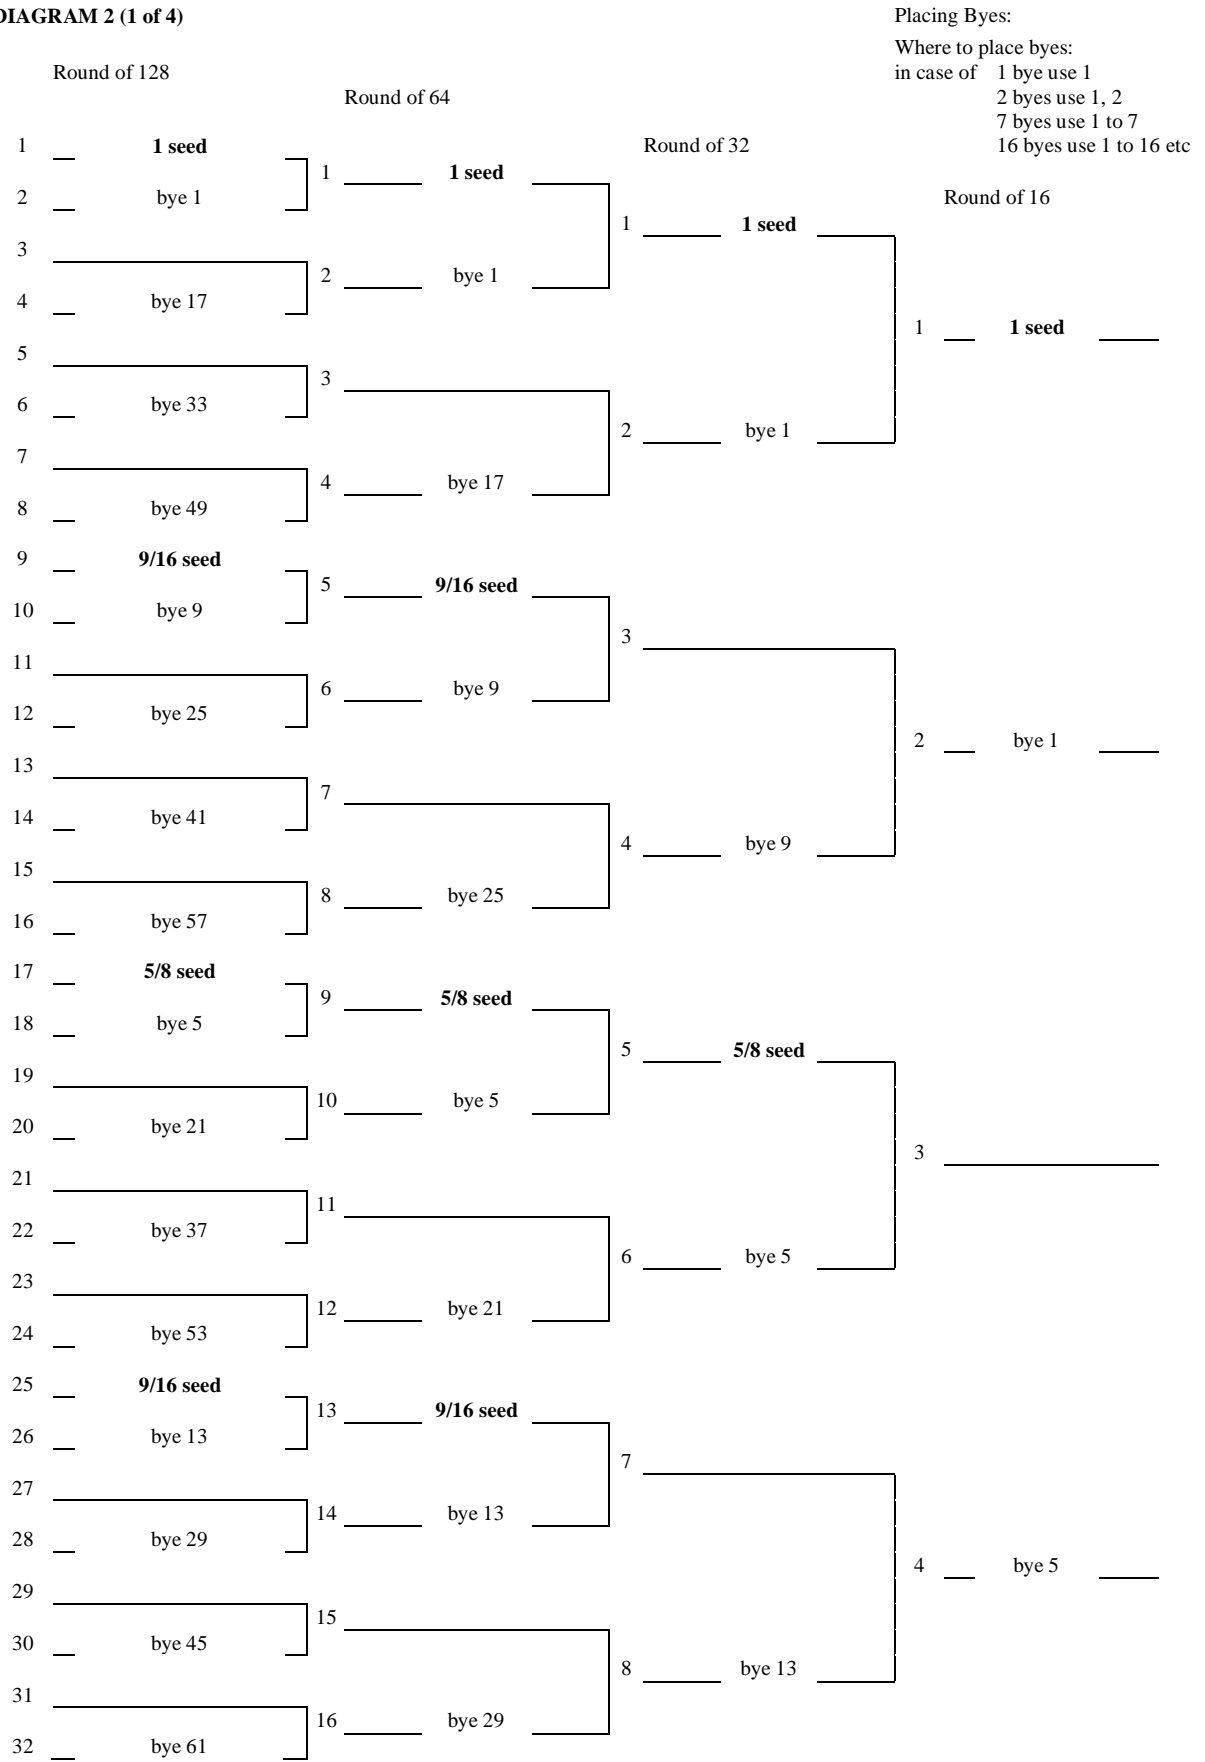 DIAGRAM 2 (1 of 4)
Placing Byes:
Where to place byes:
in case of 1 bye use 1
2 byes use 1, 2
7 byes use 1 to 7
16 byes use 1 to 16 etc
Round of 128
1 1 seed
2 bye 1
3
4 bye 17
5
6 bye 33
7
8 bye 49
9 9/16 seed
10 bye 9
11
12 bye 25
13
14 bye 41
15
16 bye 57
17 5/8 seed
18 bye 5
19
20 bye 21
21
22 bye 37
23
24 bye 53
25 9/16 seed
26 bye 13
27
28 bye 29
29
30 bye 45
31
32 bye 61
Round of 64
1 1 seed
2 bye 1
3
4 bye 17
5 9/16 seed
6 bye 9
7
8 bye 25
9 5/8 seed
10 bye 5
11
12 bye 21
13 9/16 seed
14 bye 13
15
16 bye 29
Round of 32
1 1 seed
2 bye 1
3
4 bye 9
5 5/8 seed
6 bye 5
7
8 bye 13
Round of 16
1 1 seed
2 bye 1
3
4 bye 5